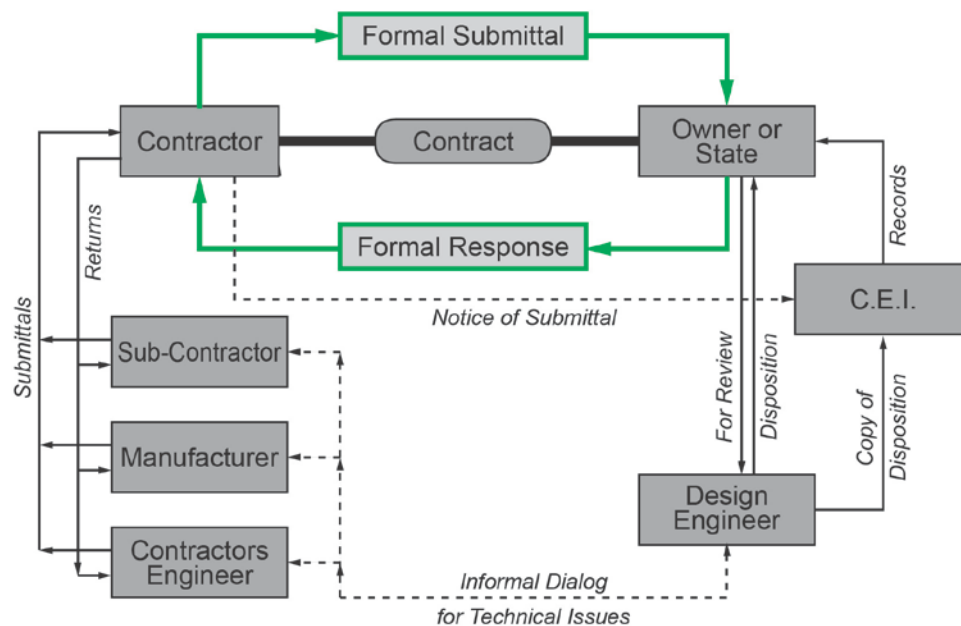 Formal Submittal
Contractor
Contract
Owner or
State
Formal Response
Returns
Submittals
Records
C.E.I.
Notice of Submittal
Sub-Contractor
For Review
Disposition
Copy of
Disposition
Manufacturer
Design
Engineer
Contractors
Engineer
Informal Dialog
for Technical Issues